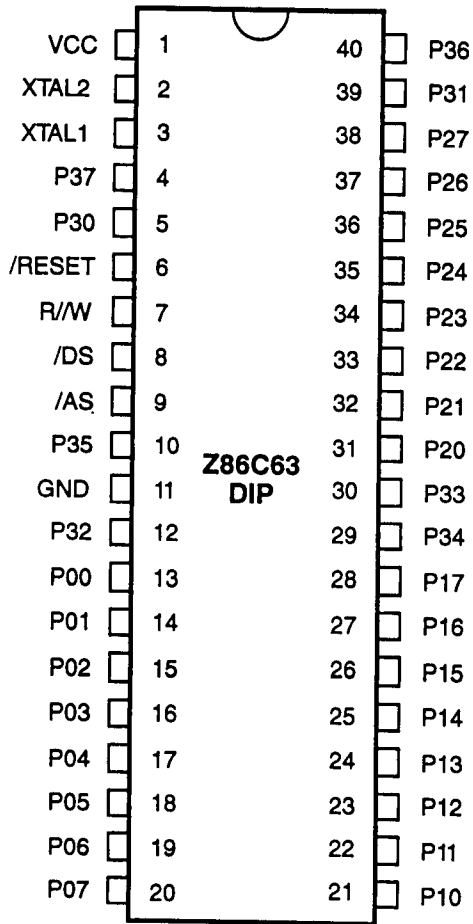 VCC 1 40 P36
XTAL2 2 39 P31
XTAL1 3 38 P27
P37 4 37 P26
P30 5 36 P25
/RESET 6 35 P24
R//W 7 34 P23
/DS 8 33 P22
/AS 9 32 P21
P35 10 31 P20
Z86C63
GND 11 30 P33
DIP
P32 12 29 P34
P00 13 28 P17
P01 14 27 P16
P02 15 26 P15
P03 16 25 P14
P04 17 24 P13
P05 18 23 P12
P06 19 22 P11
P07 20 21 P10